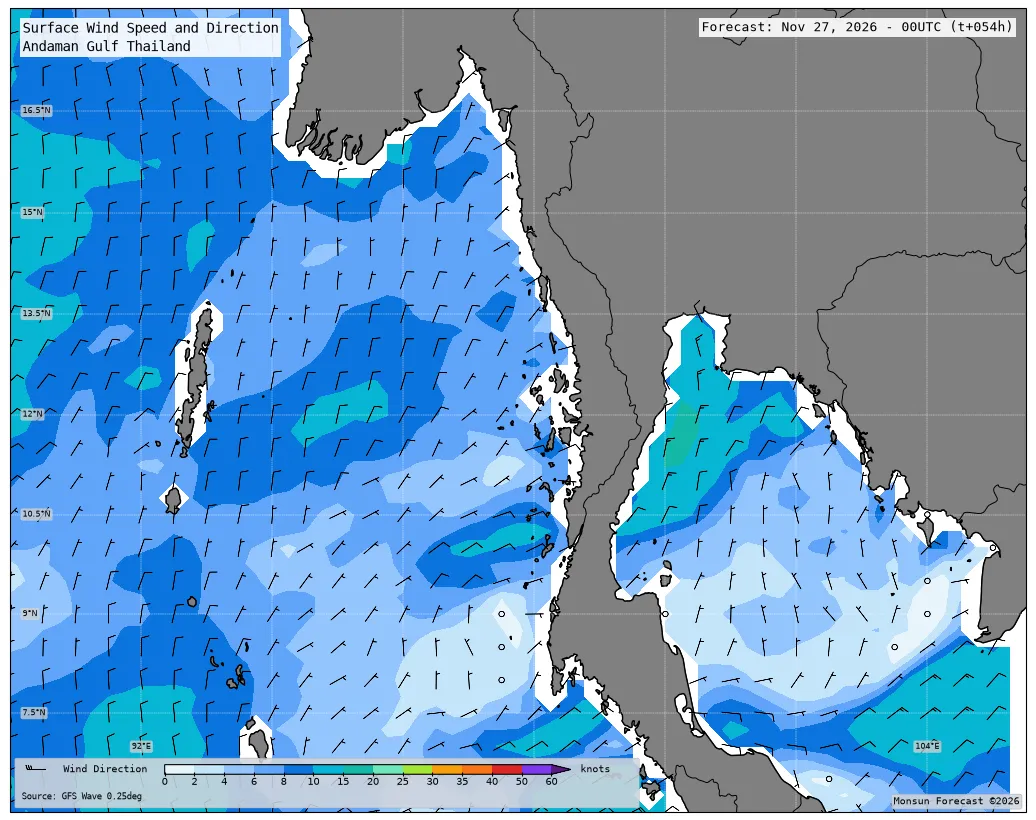 Surface Wind Speed and Direction
Andaman Gulf Thailand
Forecast: Nov 27, 2026 - 00UTC (t+054h)
16.5°N
15°N
13.5°N
12°N
10.5°N
9°N
7.5°N
92°E
104°E
Wind Direction
0 2 4 6 8 10 15 20 25 30 35 40 50 60
knots
Source: GFS Wave 0.25deg
Monsun Forecast ©2026